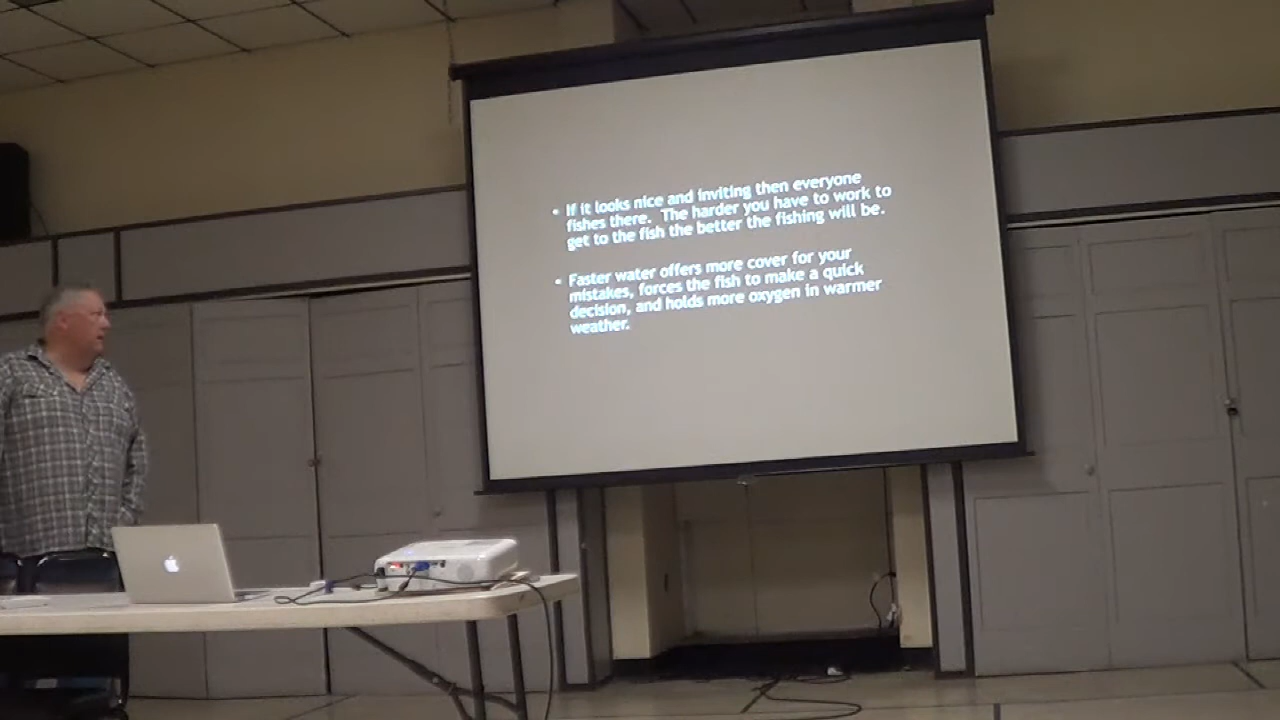 • If it looks nice and inviting then everyone
fishes there. The harder you have to work to
get to the fish the better the fishing will be.
• Faster water offers more cover for your
mistakes, forces the fish to make a quick
decision, and holds more oxygen in warmer
weather.